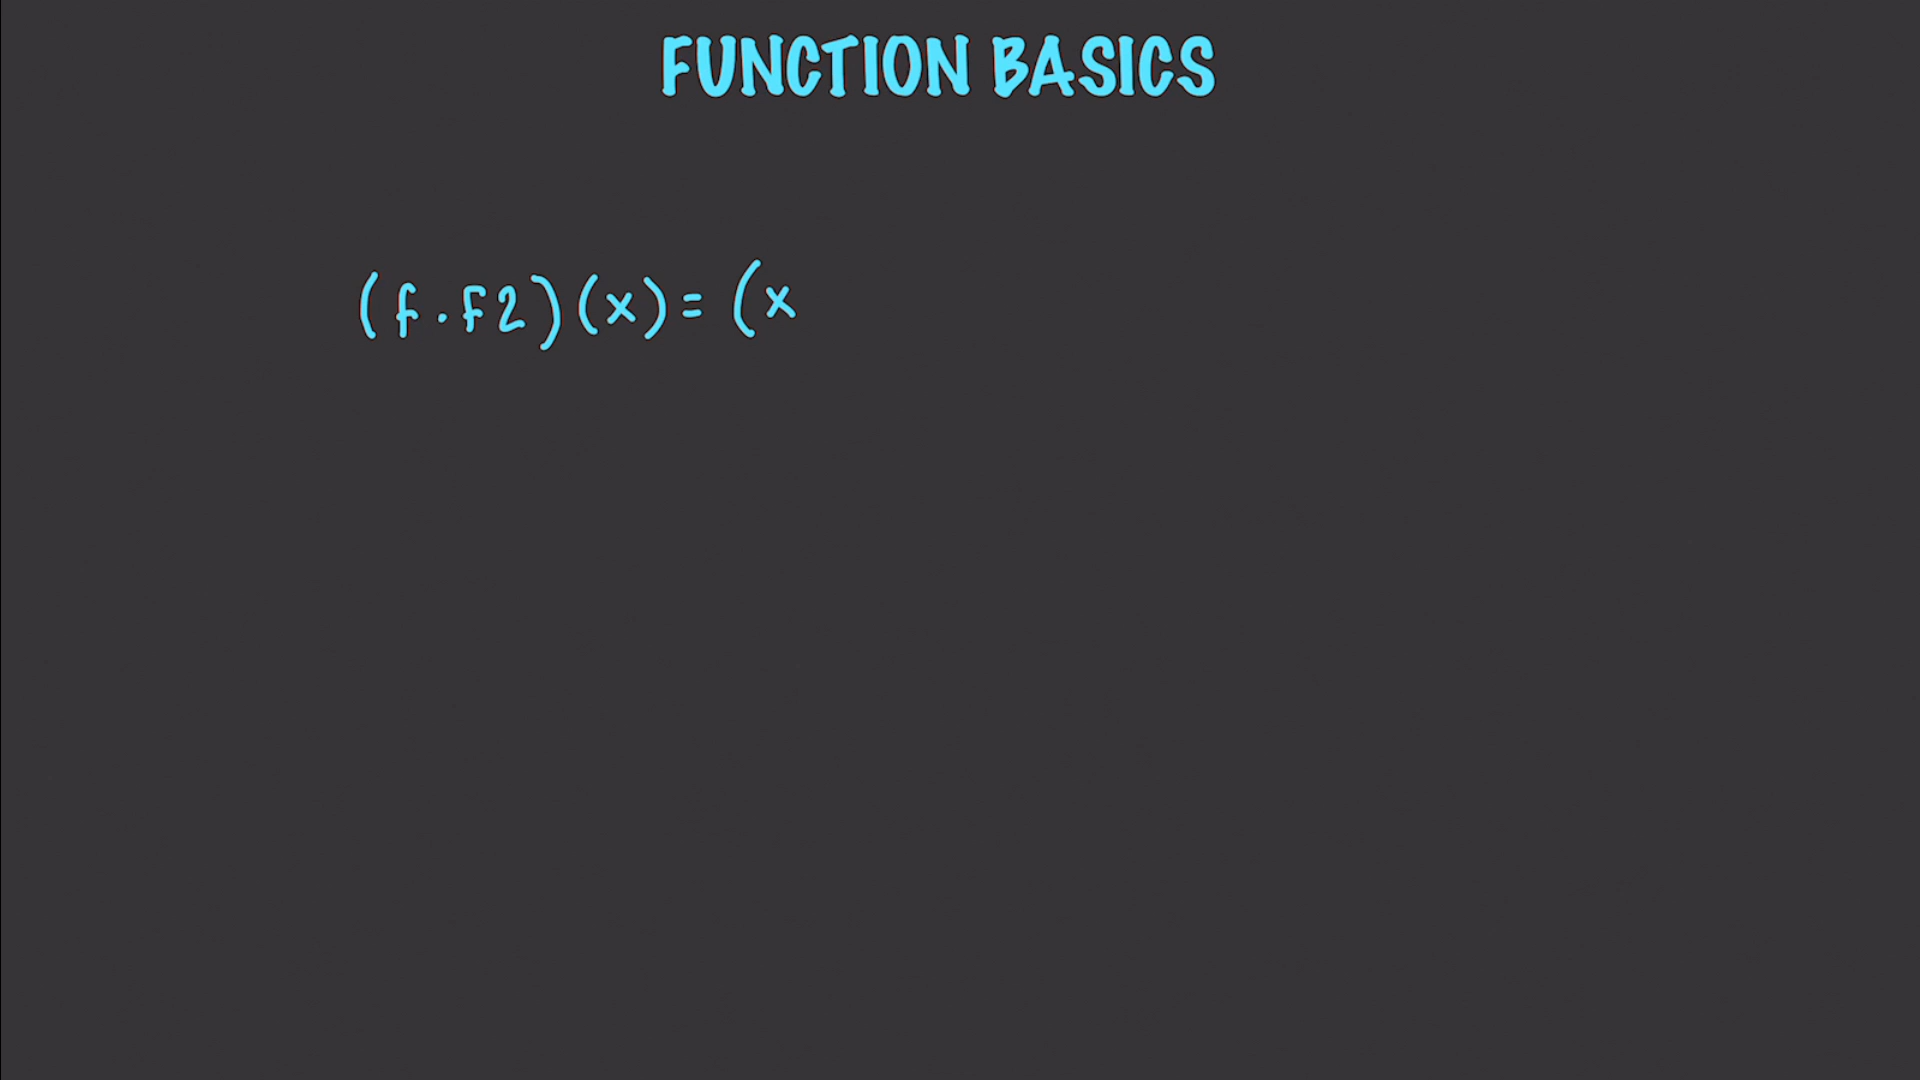 FUNCTION BASICS
(f.f2)(x)= (x